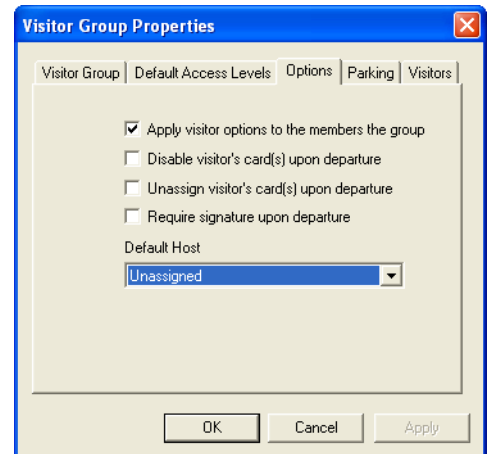 Visitor Group Properties
Visitor Group Default Access Levels Options Parking Visitors
Apply visitor options to the members the group
Disable visitor's card(s) upon departure
Unassign visitor's card(s) upon departure
Require signature upon departure
Default Host
Unassigned
OK Cancel Apply